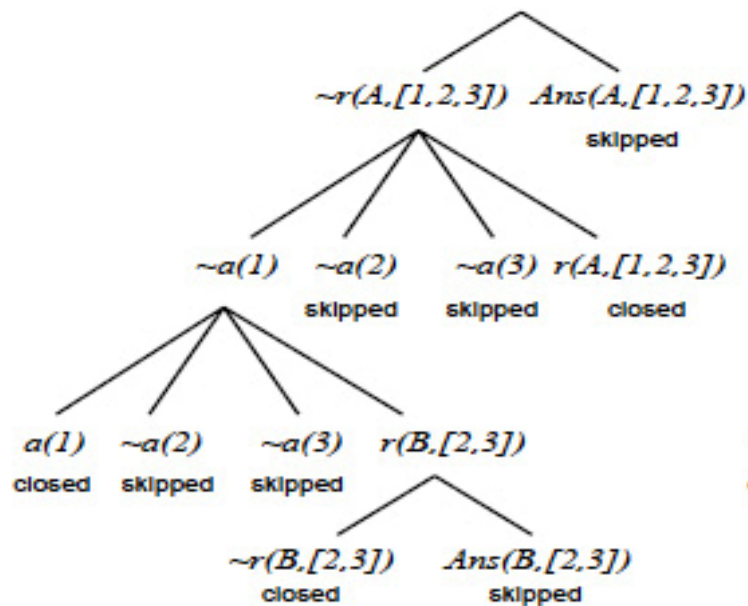 ~r(A,[1,2,3]) Ans(A,[1,2,3])
skipped
~a(1) ~a(2) ~a(3) r(A,[1,2,3])
skipped skipped closed
a(1) ~a(2) ~a(3) r(B,[2,3])
closed skipped skipped
~r(B,[2,3]) Ans(B,[2,3])
closed skipped